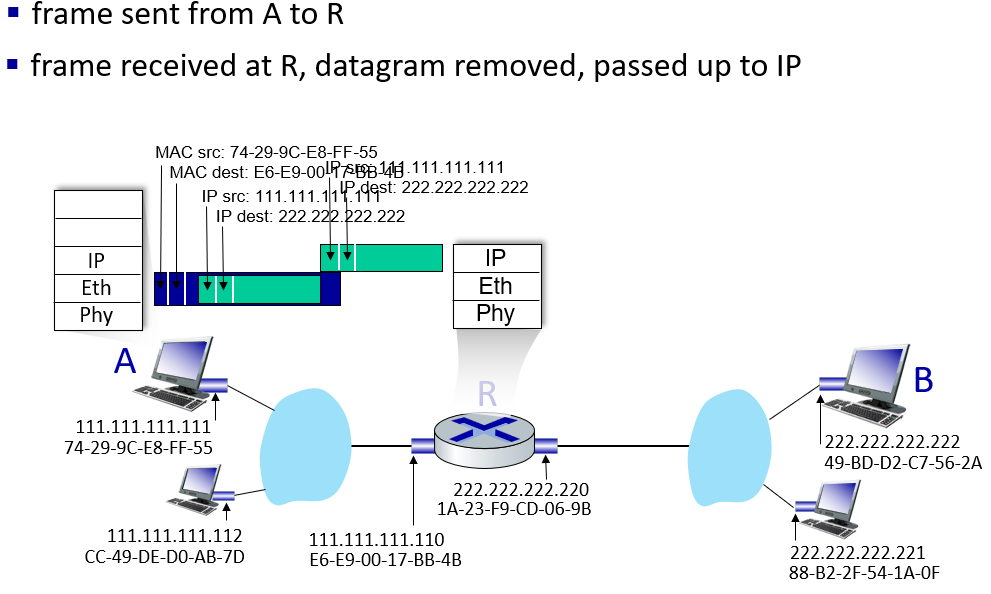 frame sent from A to R
frame received at R, datagram removed, passed up to IP
MAC src: 74-29-9C-E8-FF-55
IP src: 111.111.111.111
MAC dest: E6-E9-00-17-BB-4B
IP dest: 222.222.222.222
IP src: 111.111.111.111
IP dest: 222.222.222.222
IP
Eth
Phy
IP
Eth
Phy
A
R
B
111.111.111.111
74-29-9C-E8-FF-55
222.222.222.222
49-BD-D2-C7-56-2A
222.222.222.220
1A-23-F9-CD-06-9B
111.111.111.112
CC-49-DE-D0-AB-7D
111.111.111.110
E6-E9-00-17-BB-4B
222.222.222.221
88-B2-2F-54-1A-0F